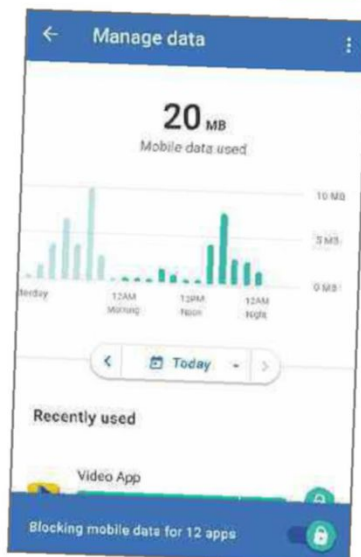 Manage data
20 MB
Mobile data used
10 MB
5 MB
0 MB
terday
12AM
Morning
12PM
Noon
12AM
Night
Today
Recently used
Video App
Blocking mobile data for 12 apps